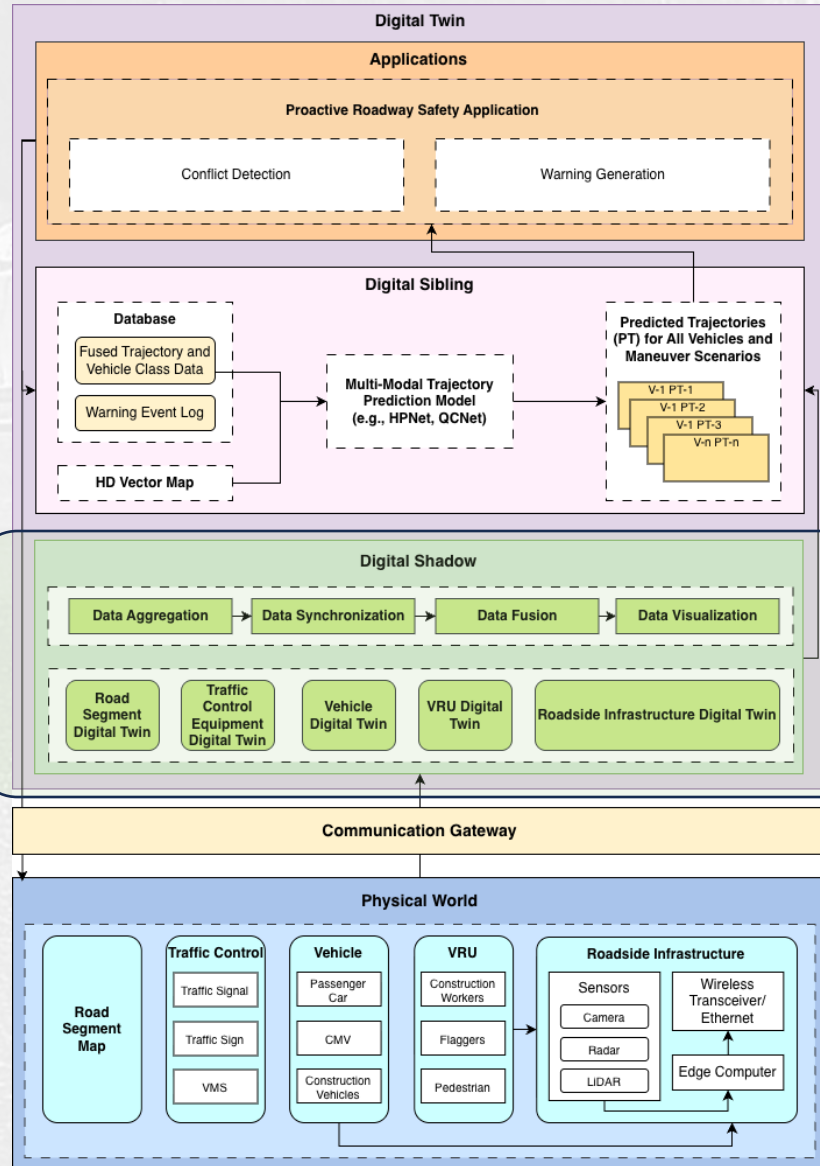 Digital Twin
Applications
Proactive Roadway Safety Application
Conflict Detection
Warning Generation
Digital Sibling
Database
Fused Trajectory and
Vehicle Class Data
Warning Event Log
HD Vector Map
Multi-Modal Trajectory
Prediction Model
(e.g., HPNet, QCNet)
Predicted Trajectories
(PT) for All Vehicles and
Maneuver Scenarios
V-1 PT-1
V-1 PT-2
V-1 PT-3
V-n PT-n
Digital Shadow
Data Aggregation
Data Synchronization
Data Fusion
Data Visualization
Road
Segment
Digital Twin
Traffic
Control
Equipment
Digital Twin
Vehicle
Digital Twin
VRU Digital
Twin
Roadside Infrastructure Digital Twin
Communication Gateway
Physical World
Road
Segment
Map
Traffic Control
Traffic Signal
Traffic Sign
VMS
Vehicle
Passenger
Car
CMV
Construction
Vehicles
VRU
Construction
Workers
Flaggers
Pedestrian
Roadside Infrastructure
Sensors
Camera
Radar
LiDAR
Wireless
Transceiver/
Ethernet
Edge Computer